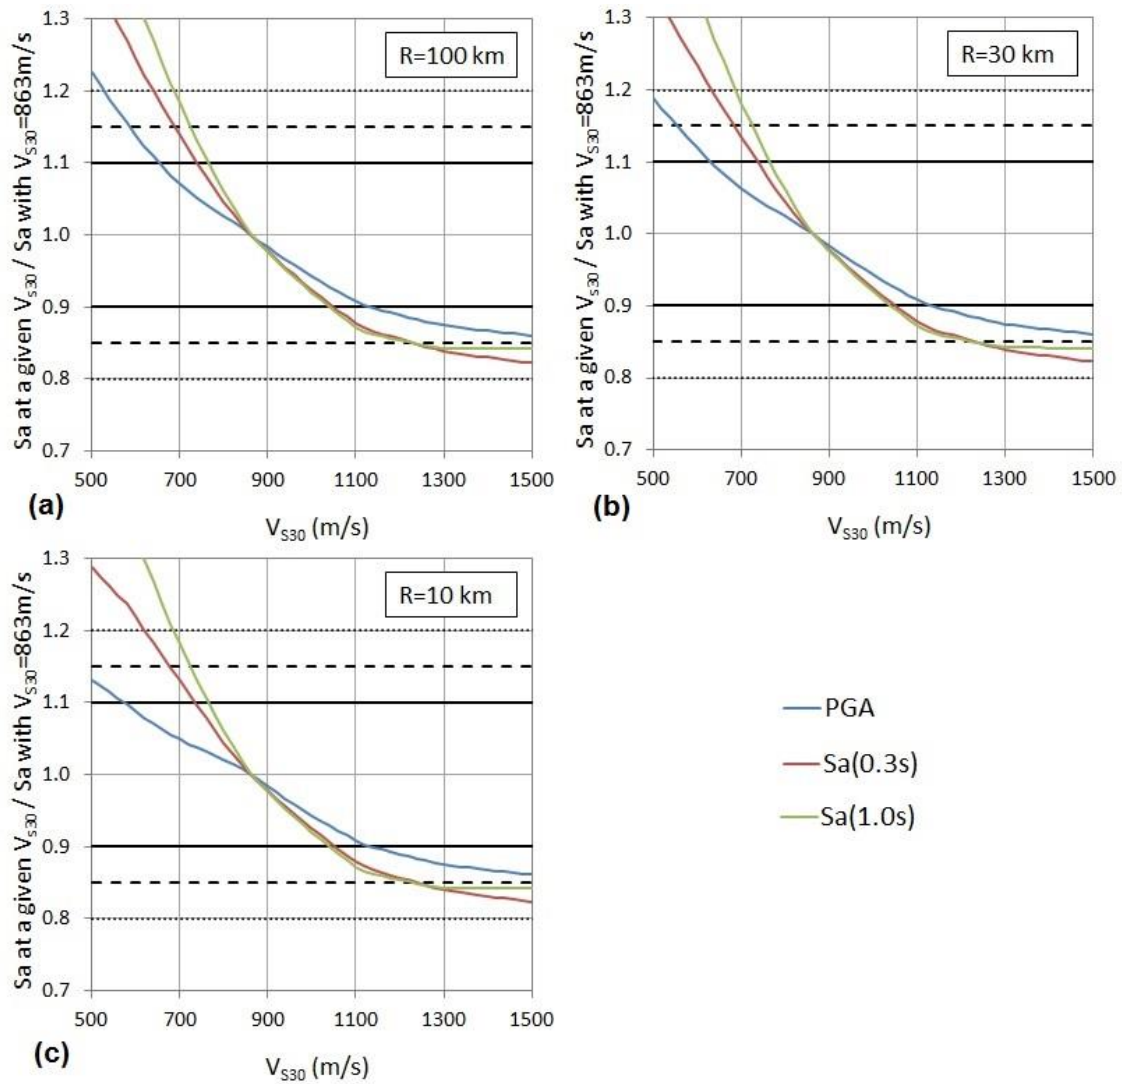 Sa at a given Vs30 / Sa with VS30=863m/s
1.3
1.2
1.1
1.0
0.9
0.8
0.7
R=100 km
500 700 900 1100 1300 1500
(a)
VS30 (m/s)
Sa at a given Vs30 / Sa with VS30=863m/s
1.3
1.2
1.1
1.0
0.9
0.8
0.7
R=30 km
500 700 900 1100 1300 1500
(b)
VS30 (m/s)
Sa at a given Vs30 / Sa with VS30=863m/s
1.3
1.2
1.1
1.0
0.9
0.8
0.7
R=10 km
500 700 900 1100 1300 1500
(c)
VS30 (m/s)
PGA
Sa(0.3s)
Sa(1.0s)